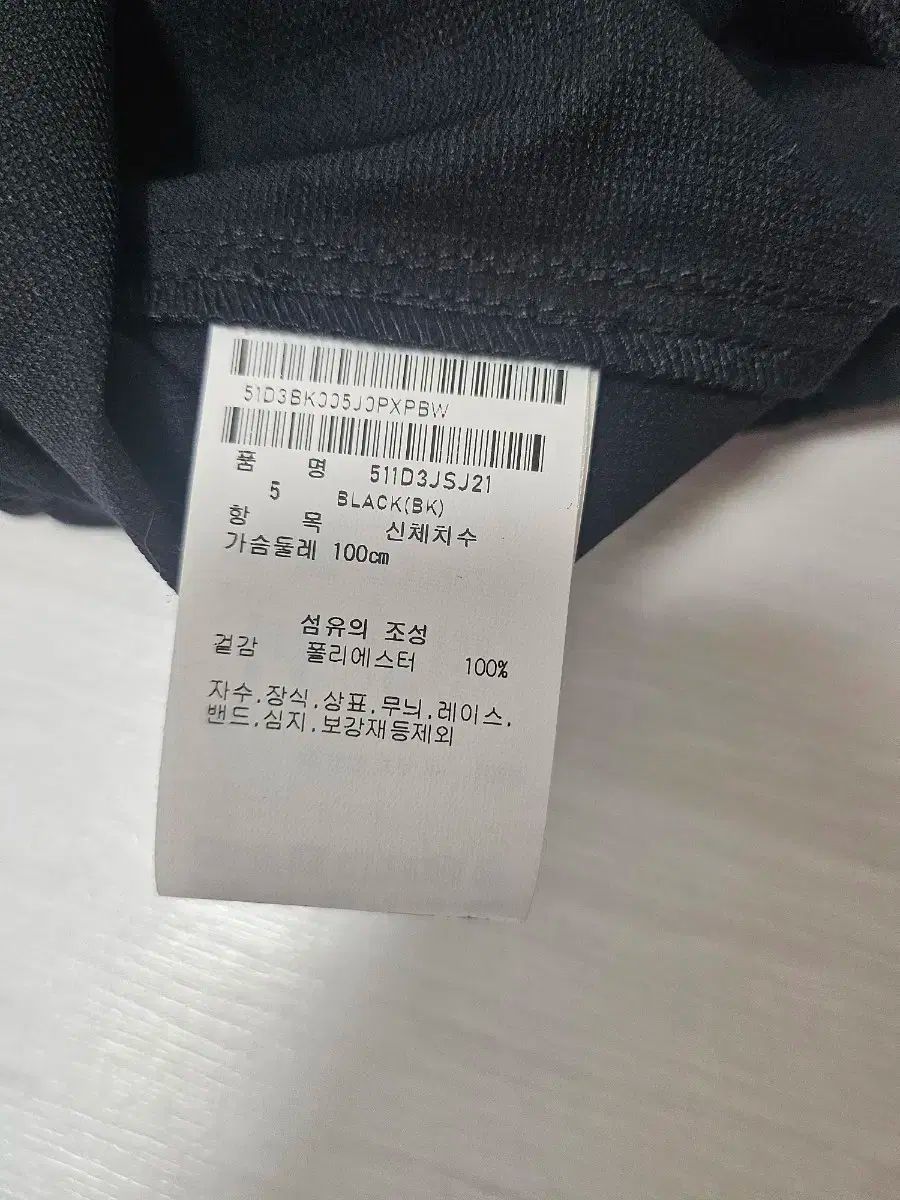 51D3BK005J0PXPBW
품 명 511D3JSJ21
5 BLACK(BK)
항 목 신체치수
가슴둘레 100cm
섬유의 조성
겉감 폴리에스터 100%
자수.장식.상표.무늬.레이스.
밴드.심지.보강재등제외